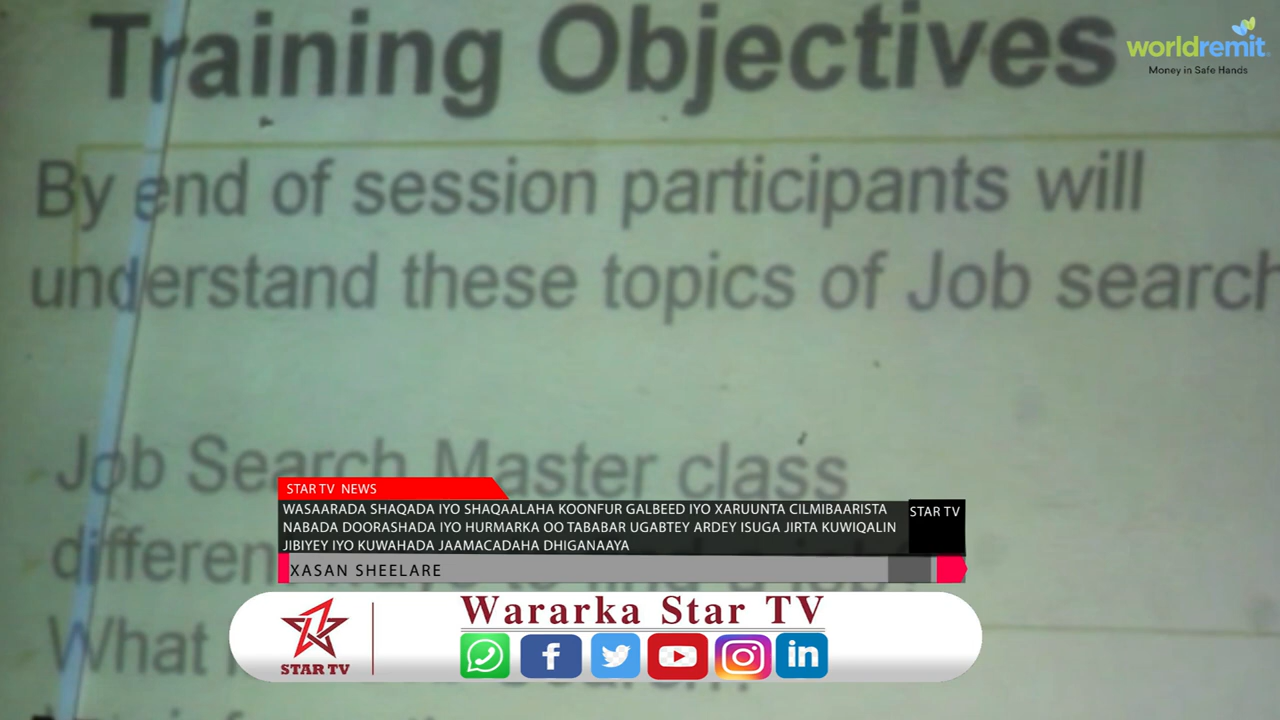 Training Objectives
worldremit
Money in Safe Hands
By end of session participants will
understand these topics of Job search
Job Search Master class
STAR TV NEWS
WASAARADA SHAQADA IYO SHAQAALAHA KOONFUR GALBEED IYO XARUUNTA CILMIBAARISTA
NABADA DOORASHADA IYO HURMARKA OO TABABAR UGABTEY ARDEY ISUGA JIRTA KUWIQALIN
JIBIYEY IYO KUWAHADA JAAMACADAHA DHIGANAAYA
STAR TV
XASAN SHEELARE
What
Wararka Star TV
STAR TV